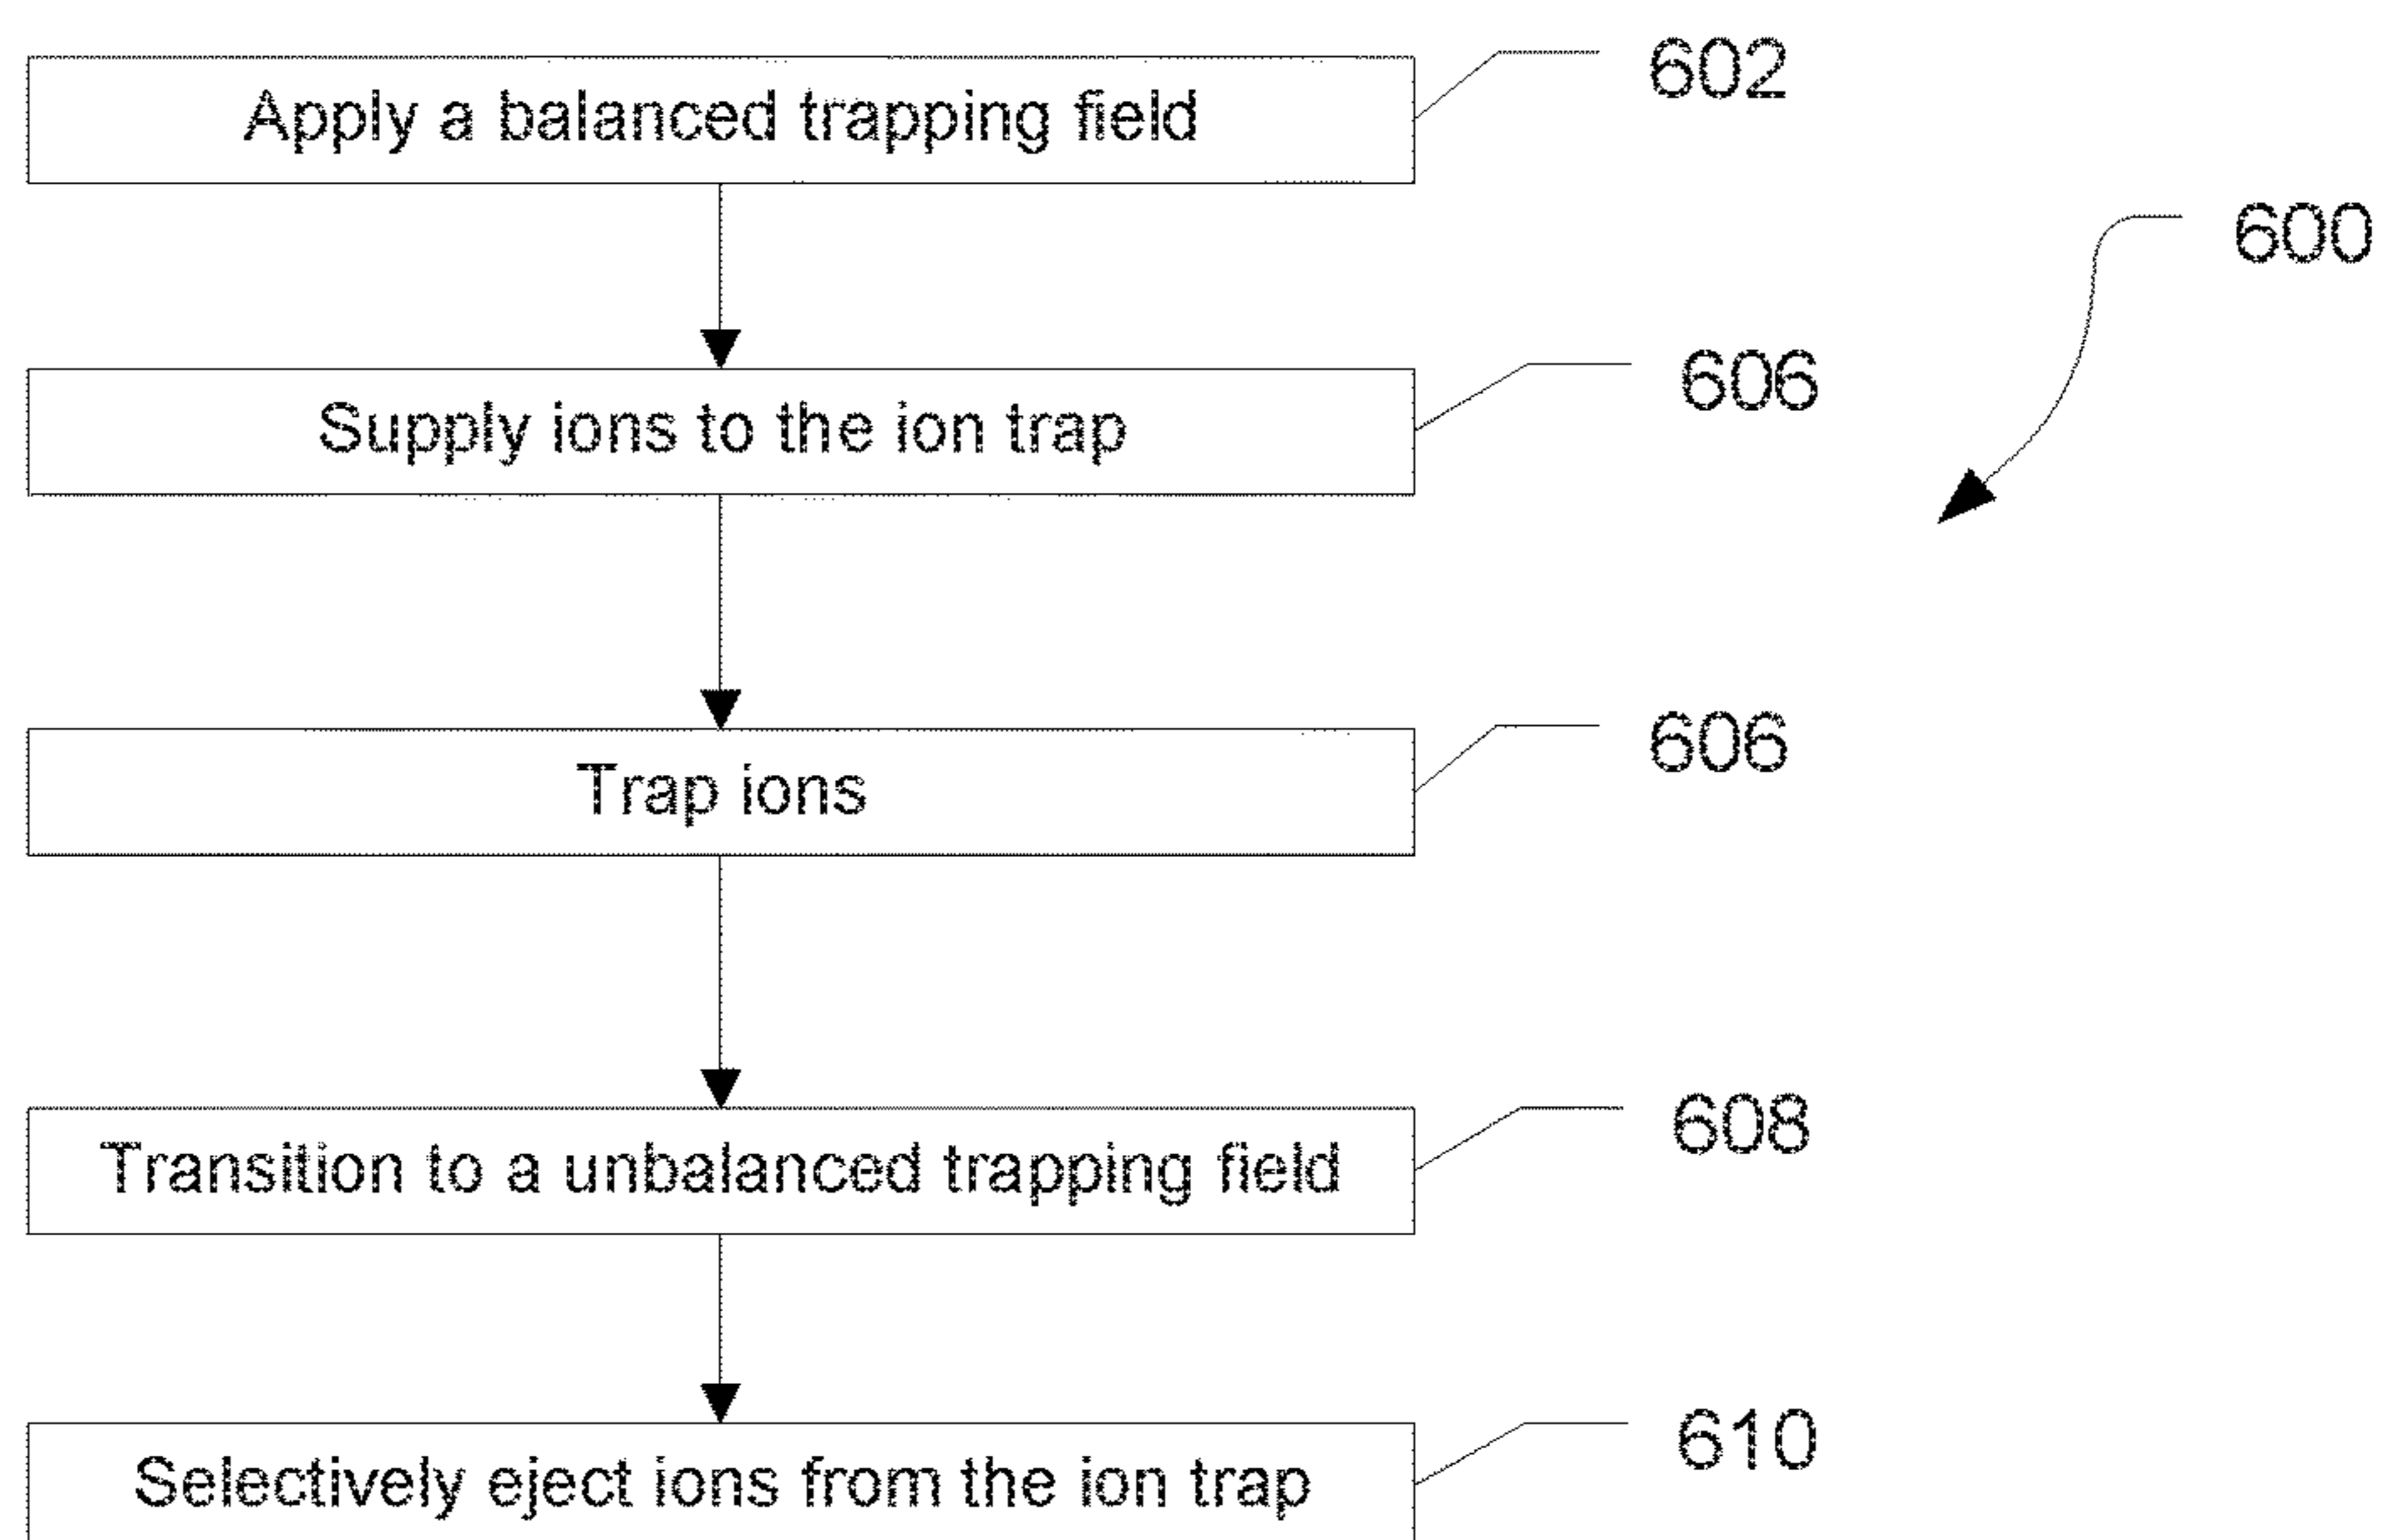 Apply a balanced trapping field
602
600
Supply ions to the ion trap
606
Trap ions
606
Transition to a unbalanced trapping field
608
Selectively eject ions from the ion trap
610